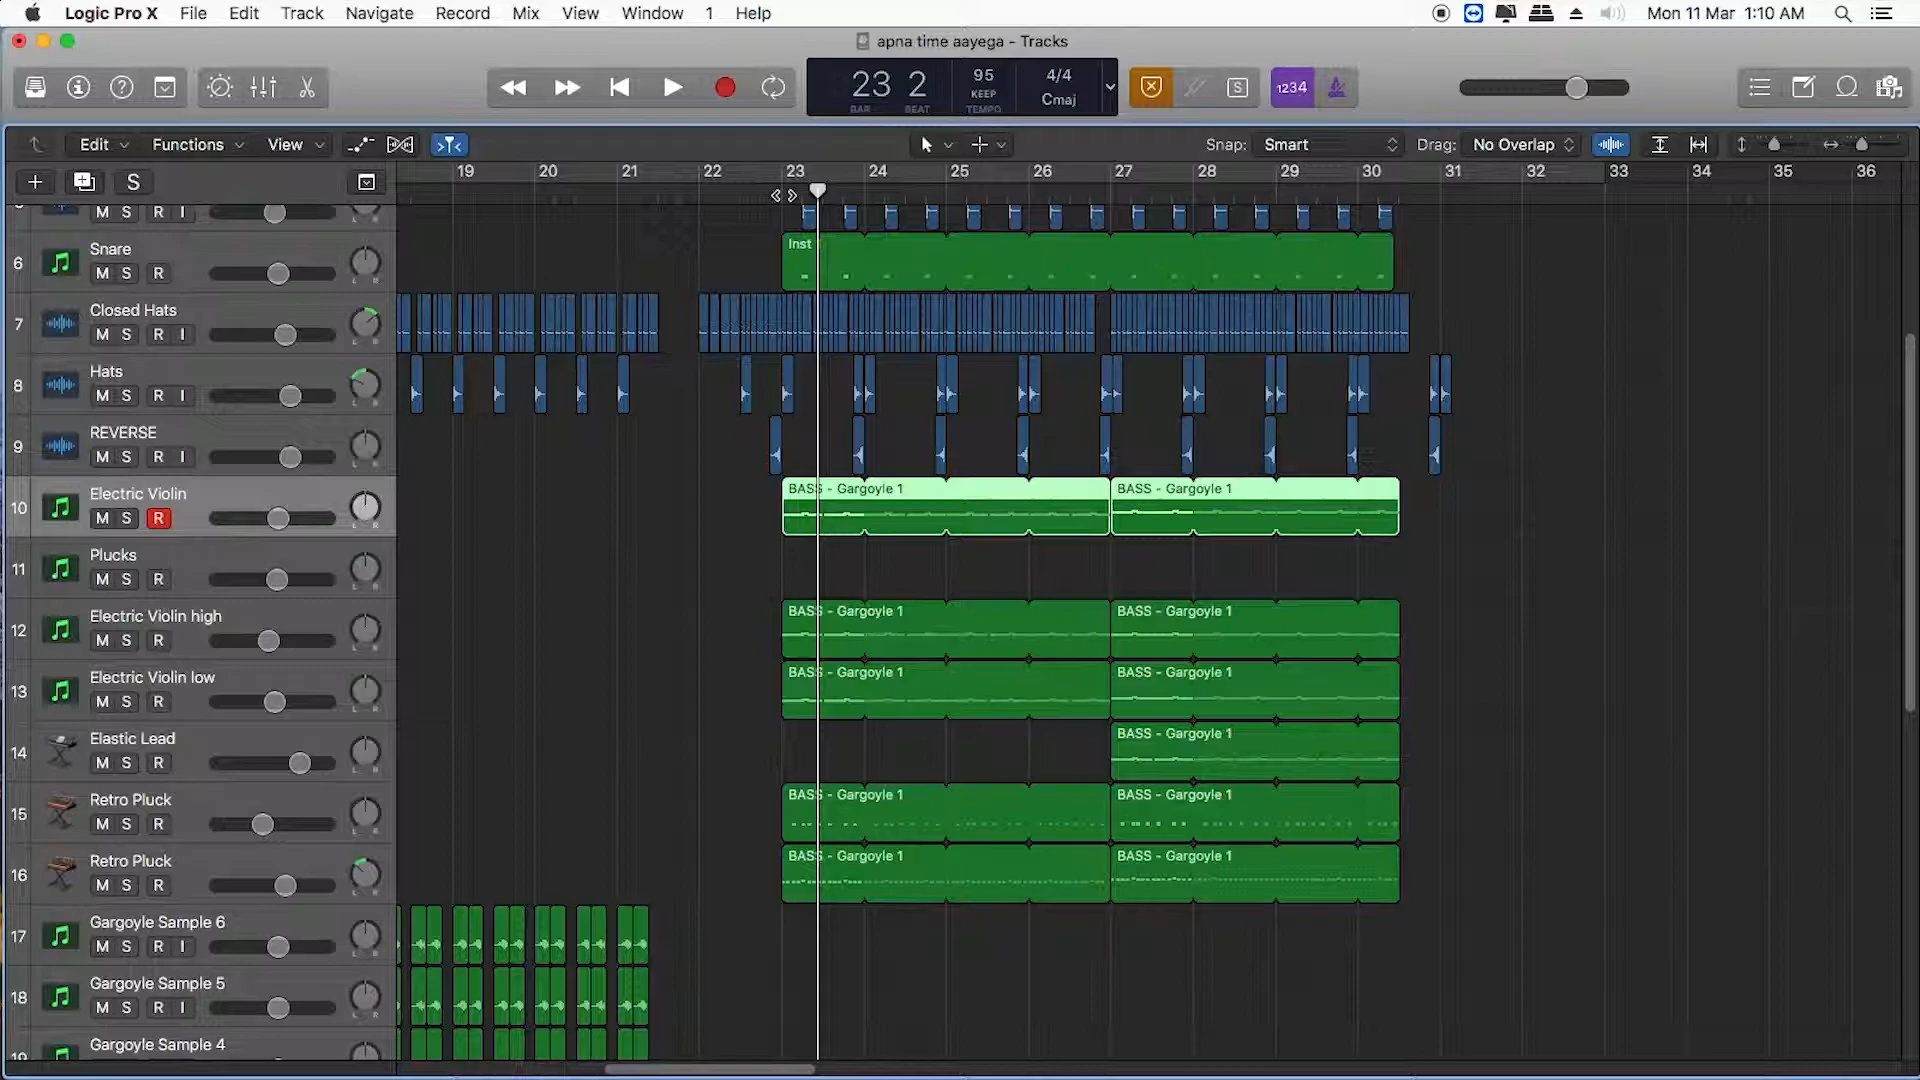 Logic Pro X File Edit Track Navigate Record Mix View Window 1 Help Mon 11 Mar 1:10 AM
apna time aayega - Tracks
23 2 95 KEEP TEMPO 4/4 Cmaj 1234
BAR BEAT
Edit Functions View Snap: Smart Drag: No Overlap
19 20 21 22 23 24 25 26 27 28 29 30 31 32 33 34 35 36
S
M S R I
6 Snare M S R
Inst
7 Closed Hats M S R I
8 Hats M S R I
9 REVERSE M S R I
10 Electric Violin M S R
BASS - Gargoyle 1 BASS - Gargoyle 1
11 Plucks M S R
12 Electric Violin high M S R
BASS - Gargoyle 1 BASS - Gargoyle 1
13 Electric Violin low M S R
BASS - Gargoyle 1 BASS - Gargoyle 1
14 Elastic Lead M S R
BASS - Gargoyle 1
15 Retro Pluck M S R
BASS - Gargoyle 1 BASS - Gargoyle 1
16 Retro Pluck M S R
BASS - Gargoyle 1 BASS - Gargoyle 1
17 Gargoyle Sample 6 M S R I
18 Gargoyle Sample 5 M S R I
Gargoyle Sample 4